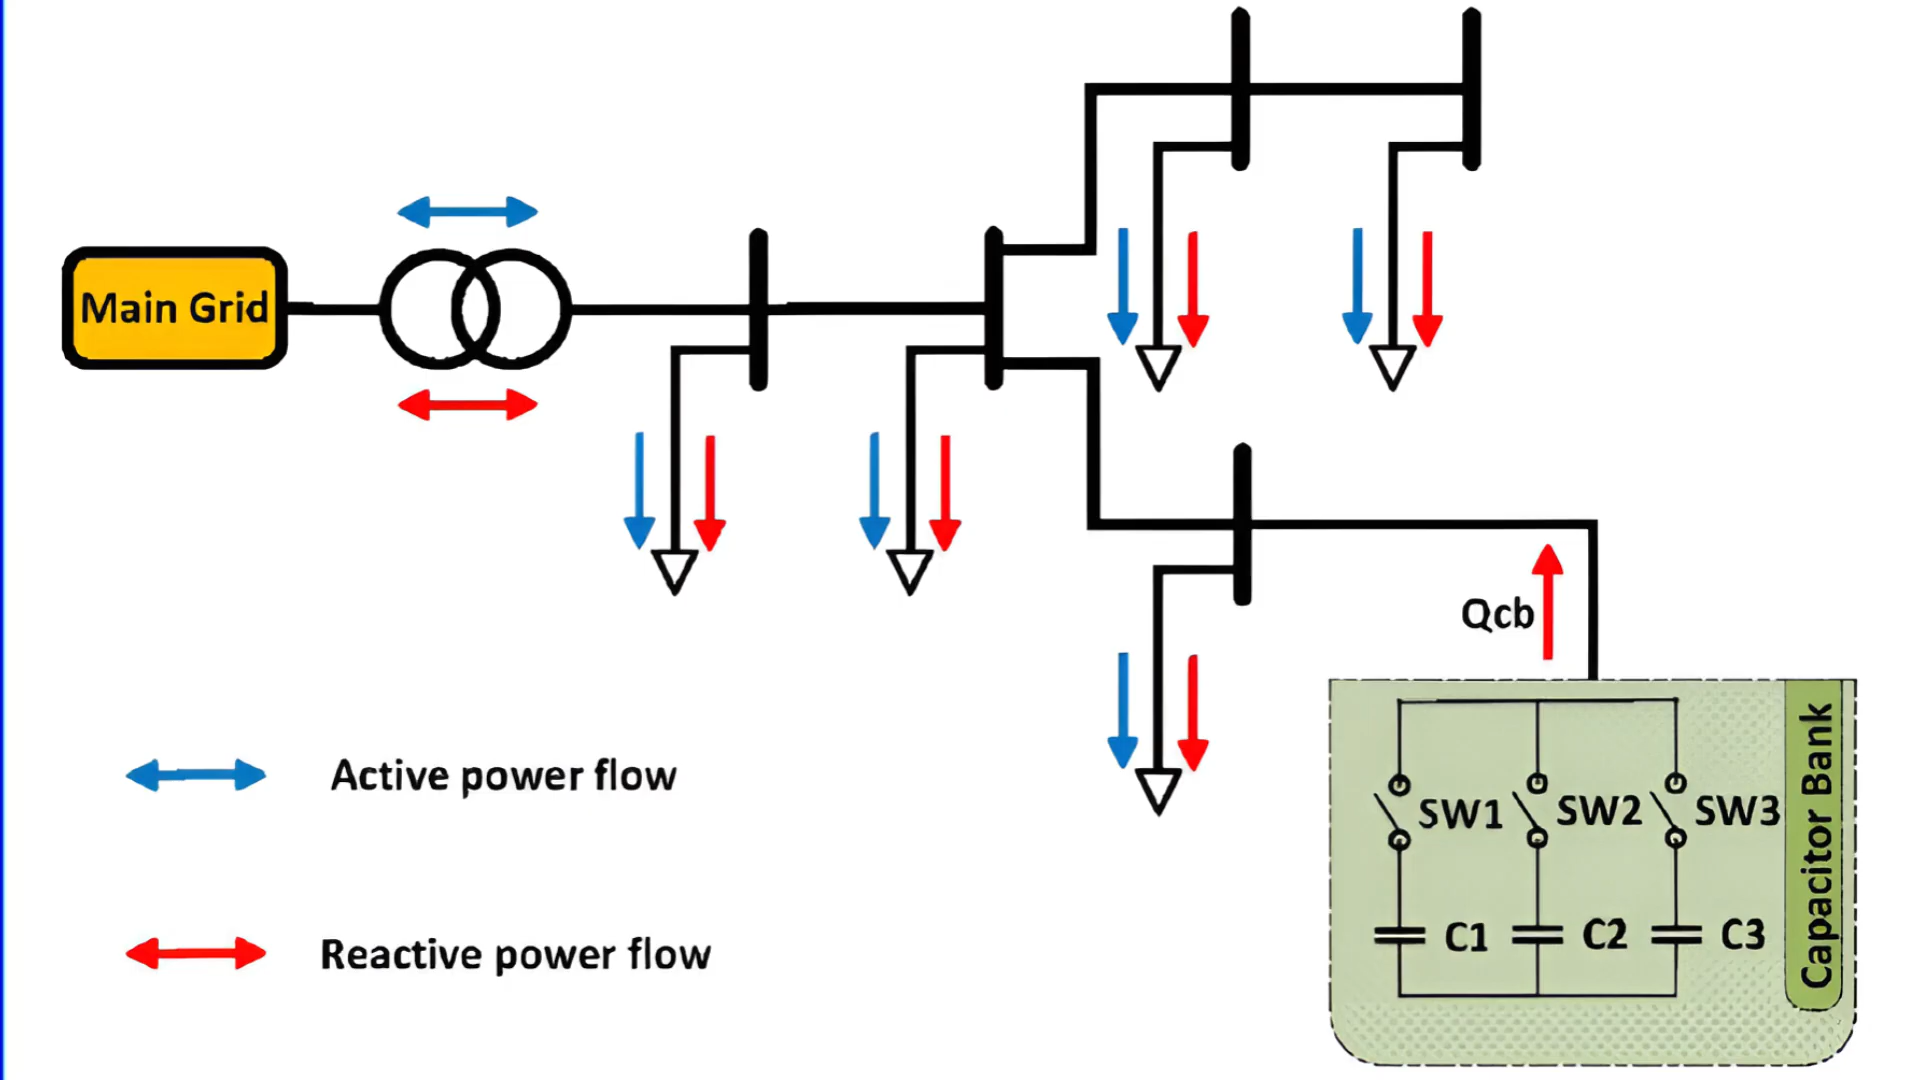 Main Grid
Qcb
Active power flow
Reactive power flow
SW1
SW2
SW3
C1
C2
C3
Capacitor Bank